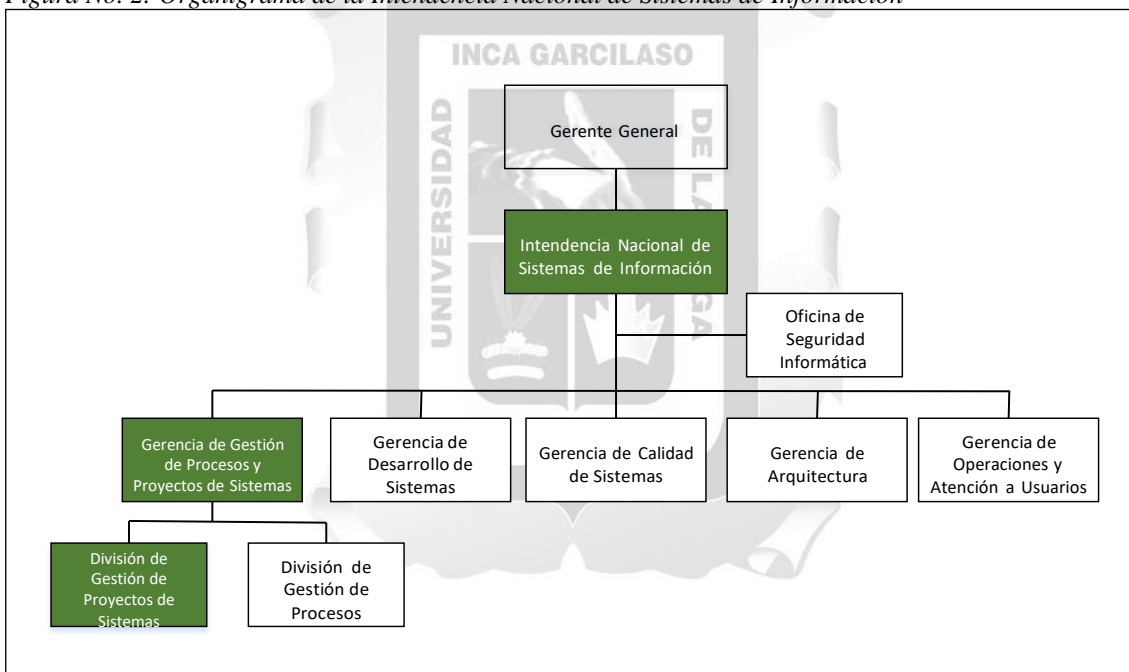 Figura No. 2: Organigrama de la Intendencia Nacional de Sistemas de Información
INCA GARCILASO
UNIVERSIDAD
DE LA
GA
Gerente General
Intendencia Nacional de
Sistemas de Información
Oficina de
Seguridad
Informática
Gerencia de Gestión
de Procesos y
Proyectos de Sistemas
Gerencia de
Desarrollo de
Sistemas
Gerencia de Calidad
de Sistemas
Gerencia de
Arquitectura
Gerencia de
Operaciones y
Atención a Usuarios
División de
Gestión de
Proyectos de
Sistemas
División de
Gestión de
Procesos